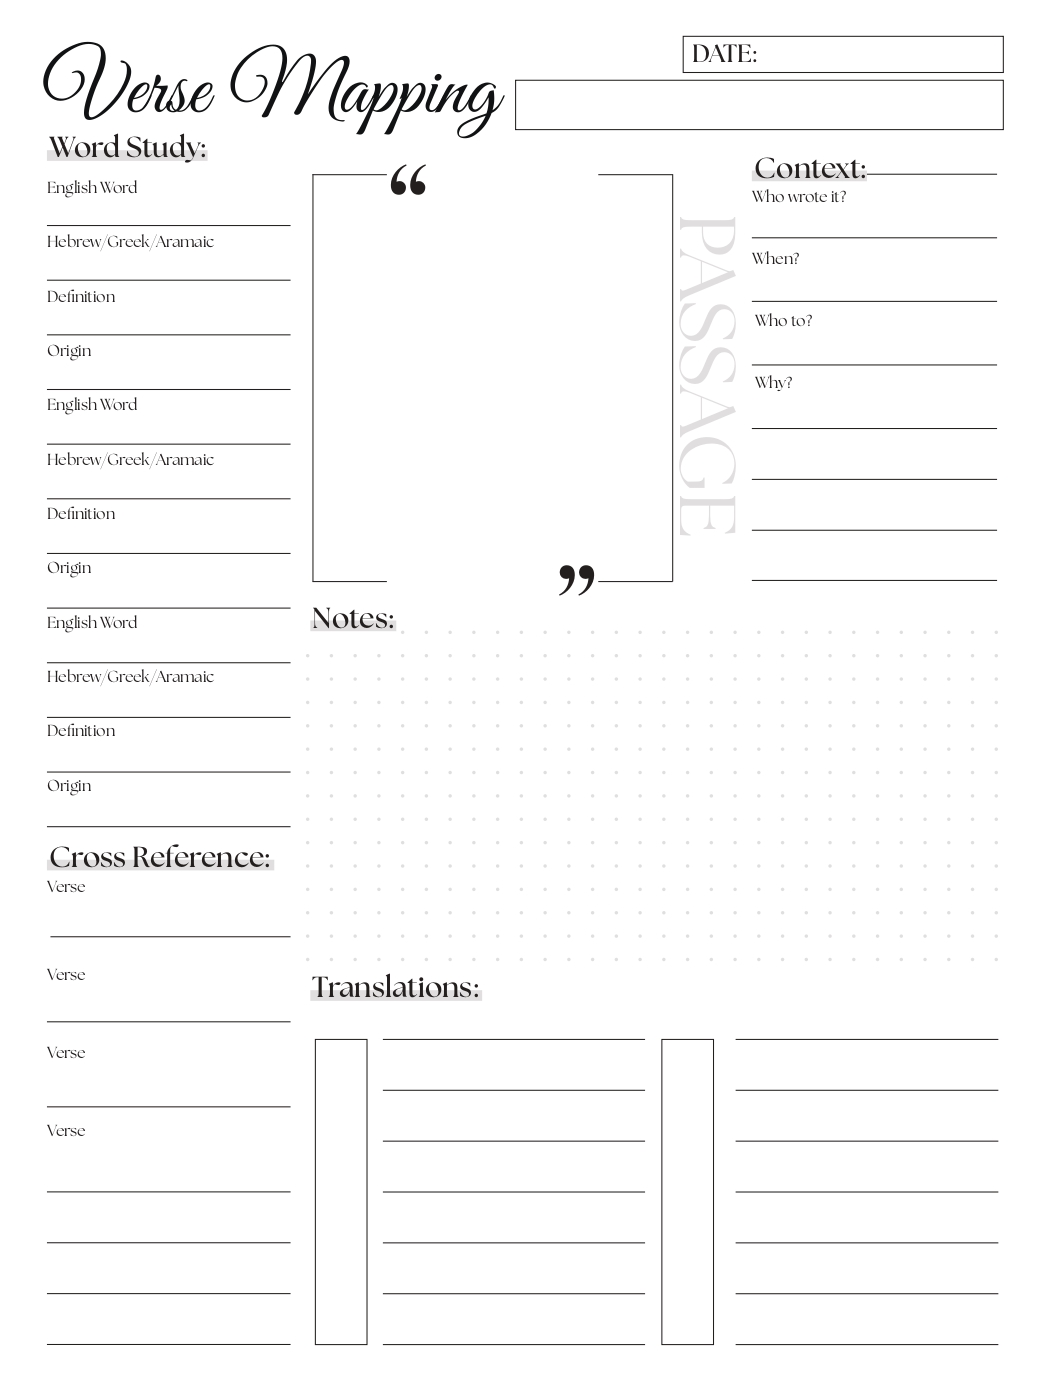 Verse Mapping
DATE:
Word Study:
English Word
Hebrew/Greek/Aramaic
Definition
Origin
English Word
Hebrew/Greek/Aramaic
Definition
Origin
English Word
Hebrew/Greek/Aramaic
Definition
Origin
Cross Reference:
Verse
Verse
Verse
Verse
“
”
PASSAGE
Context:
Who wrote it?
When?
Who to?
Why?
Notes:
Translations: